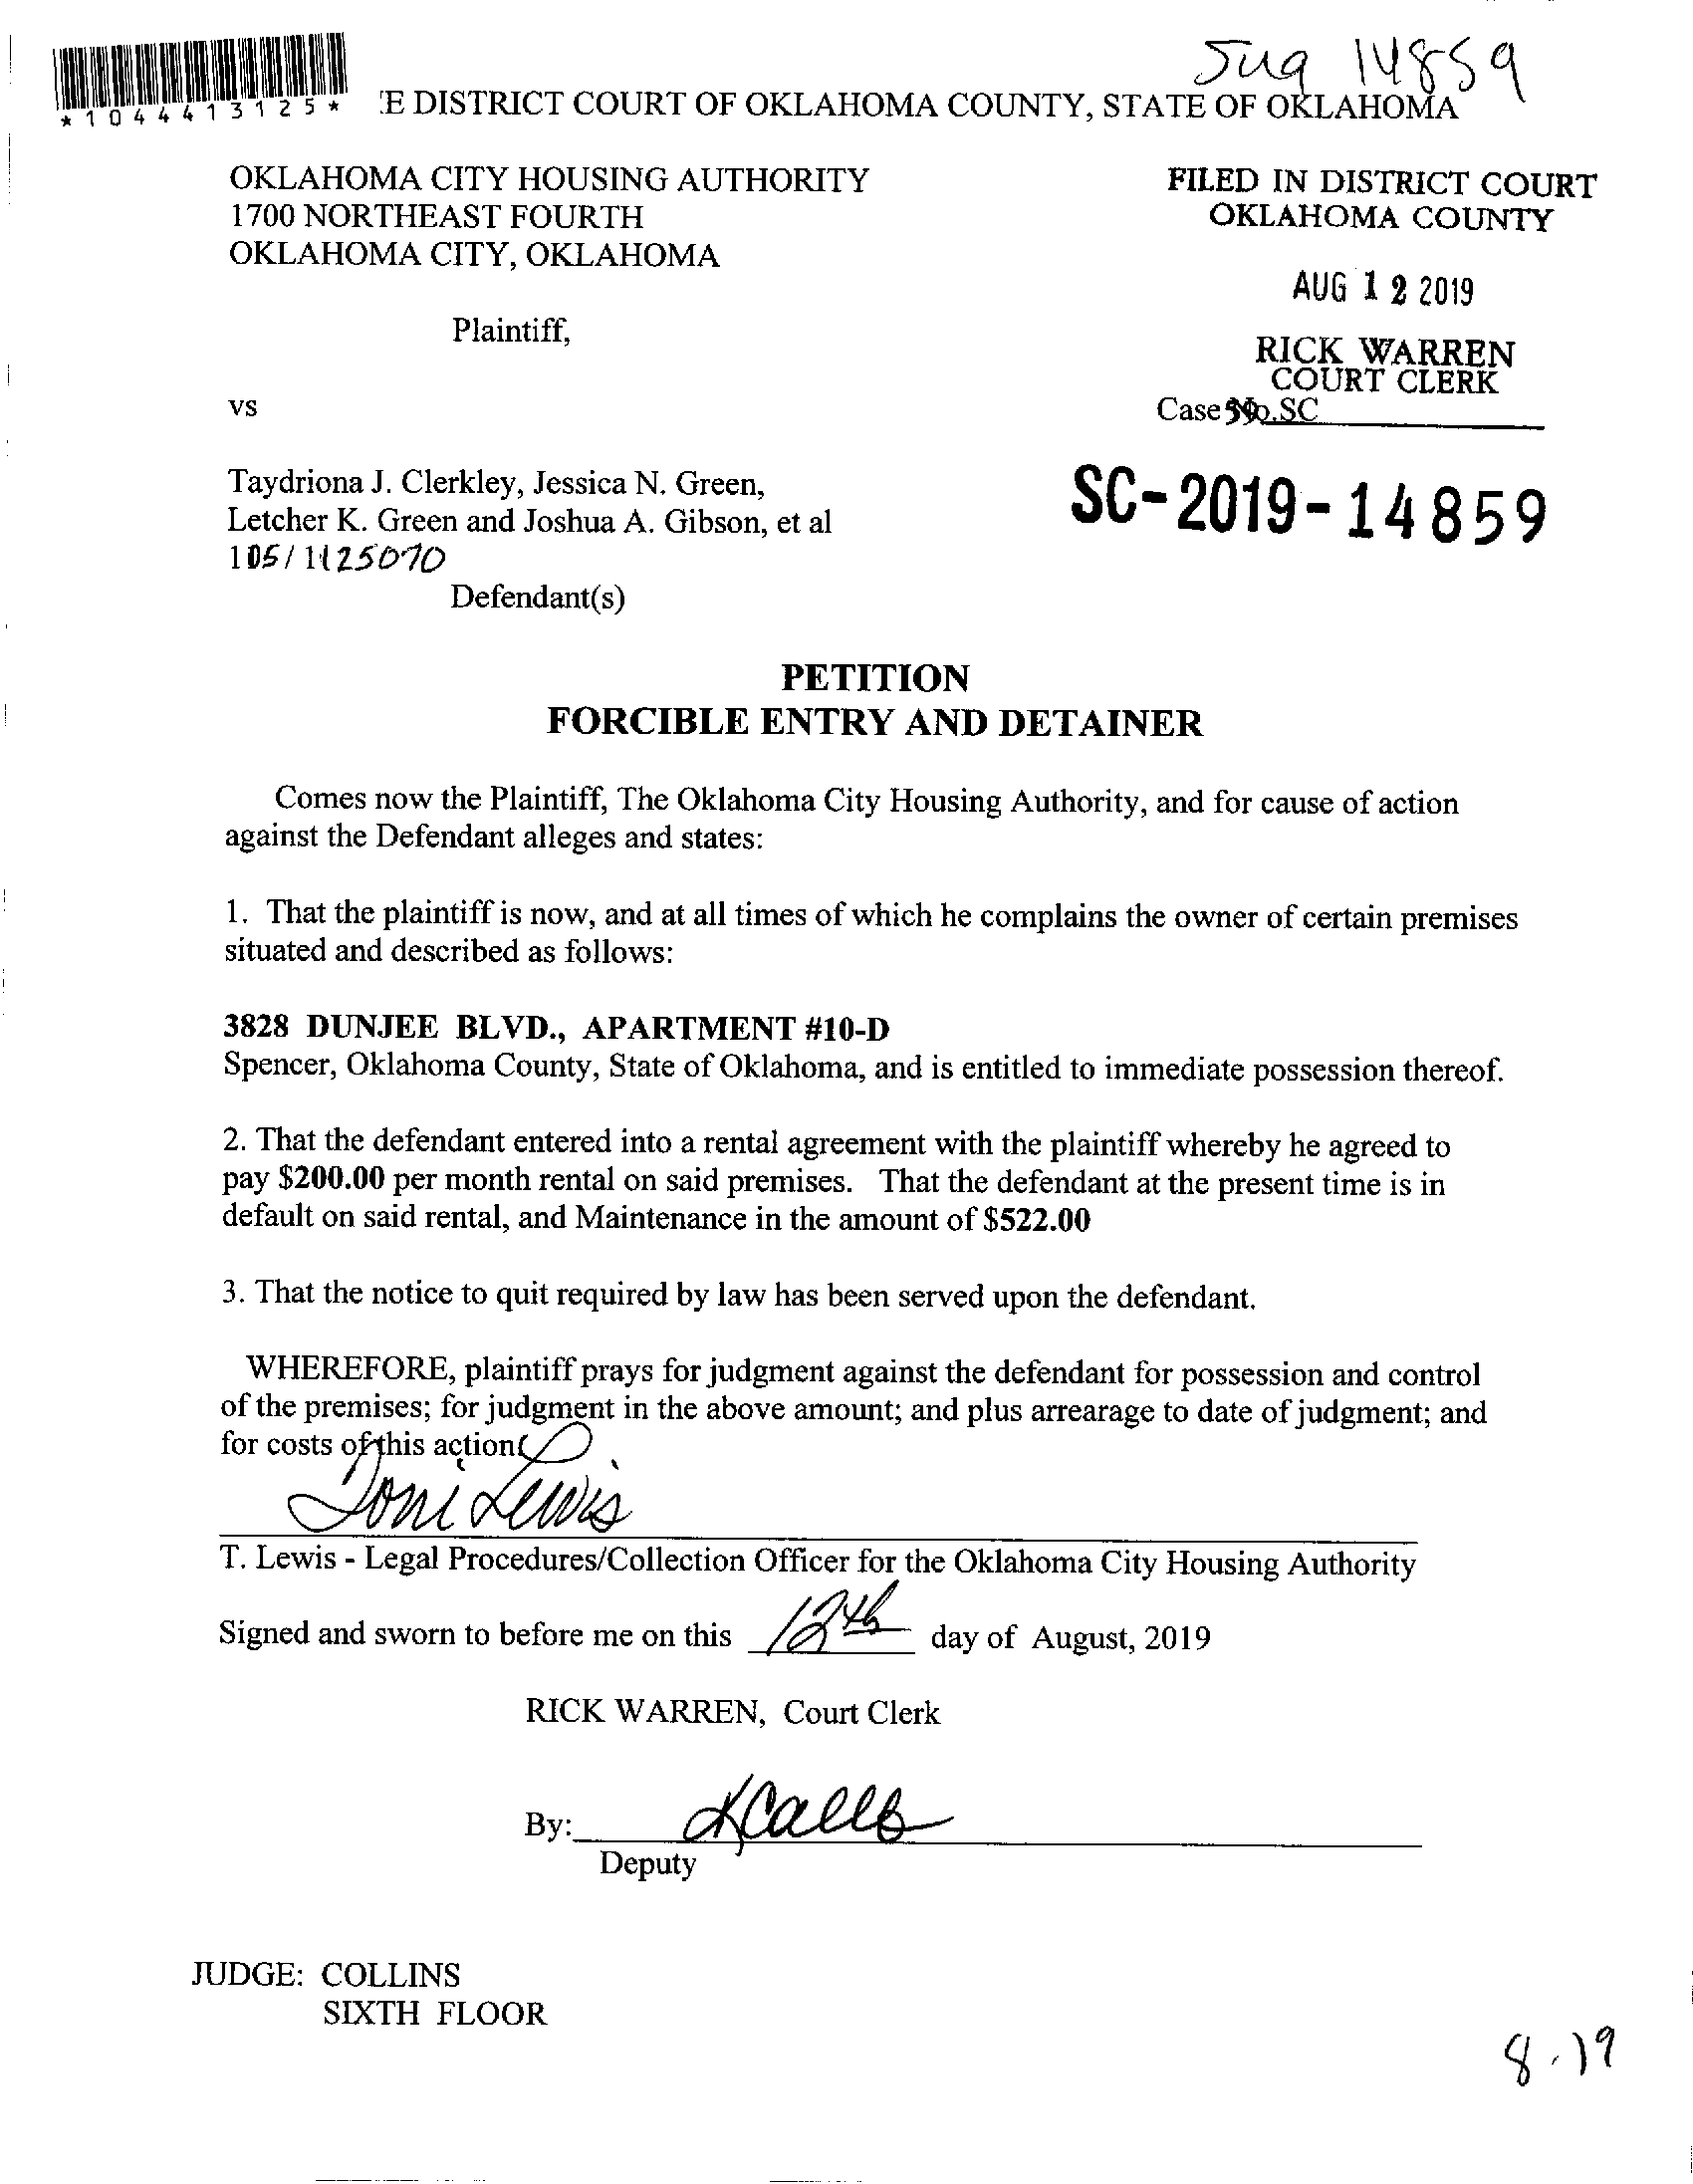 Sug 14859
*1044413125*
'E DISTRICT COURT OF OKLAHOMA COUNTY, STATE OF OKLAHOMA
OKLAHOMA CITY HOUSING AUTHORITY
1700 NORTHEAST FOURTH
OKLAHOMA CITY, OKLAHOMA
Plaintiff,
FILED IN DISTRICT COURT
OKLAHOMA COUNTY
AUG 12 2019
RICK WARREN
COURT CLERK
vs
Case No. SC
Taydriona J. Clerkley, Jessica N. Green,
Letcher K. Green and Joshua A. Gibson, et al
105/1125070
Defendant(s)
SC-2019-14859
PETITION
FORCIBLE ENTRY AND DETAINER
Comes now the Plaintiff, The Oklahoma City Housing Authority, and for cause of action
against the Defendant alleges and states:
1. That the plaintiff is now, and at all times of which he complains the owner of certain premises
situated and described as follows:
3828 DUNJEE BLVD., APARTMENT #10-D
Spencer, Oklahoma County, State of Oklahoma, and is entitled to immediate possession thereof.
2. That the defendant entered into a rental agreement with the plaintiff whereby he agreed to
pay $200.00 per month rental on said premises. That the defendant at the present time is in
default on said rental, and Maintenance in the amount of $522.00
3. That the notice to quit required by law has been served upon the defendant.
WHEREFORE, plaintiff prays for judgment against the defendant for possession and control
of the premises; for judgment in the above amount; and plus arrearage to date of judgment; and
for costs of this action.
Toni Lewis
T. Lewis - Legal Procedures/Collection Officer for the Oklahoma City Housing Authority
Signed and sworn to before me on this 12th day of August, 2019
RICK WARREN, Court Clerk
By:
Deputy
JUDGE: COLLINS
SIXTH FLOOR
8.19